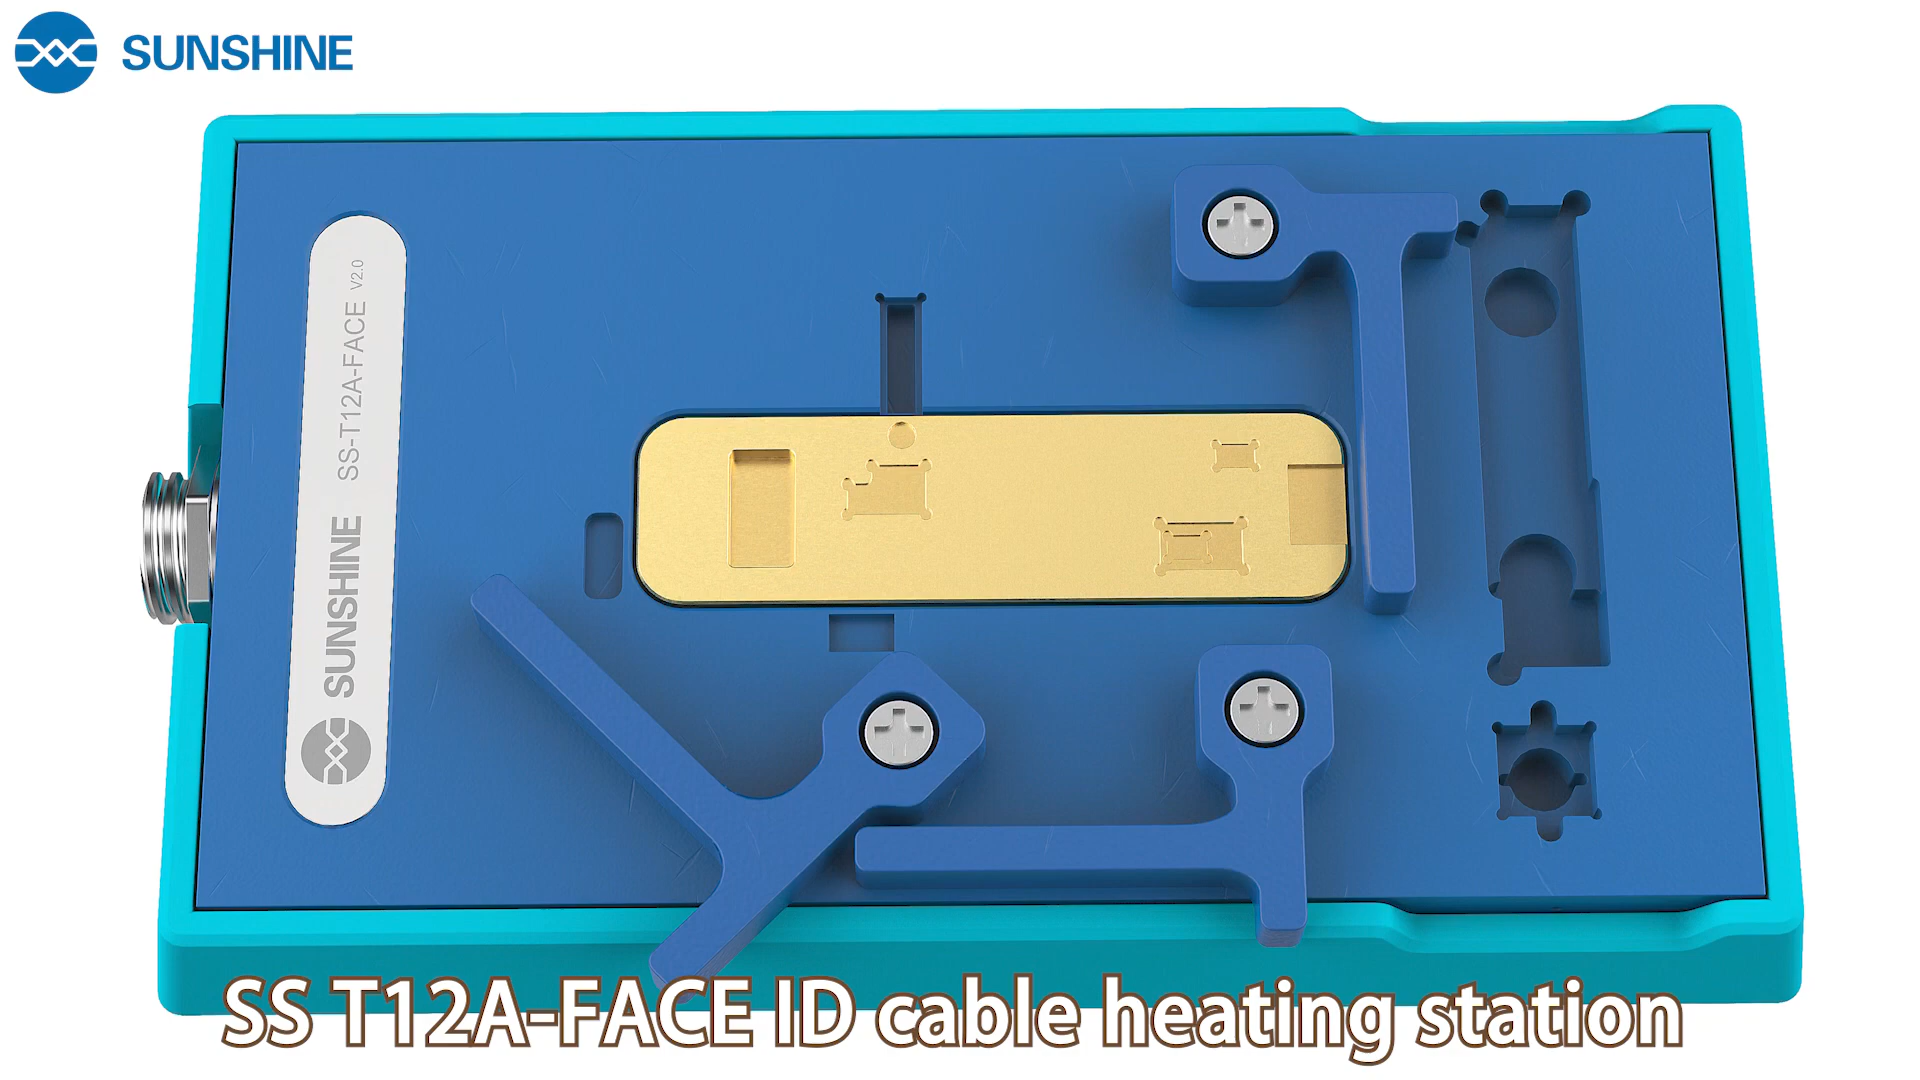 SUNSHINE
SUNSHINE SS-T12A-FACE V2.0
SS T12A-FACE ID cable heating station